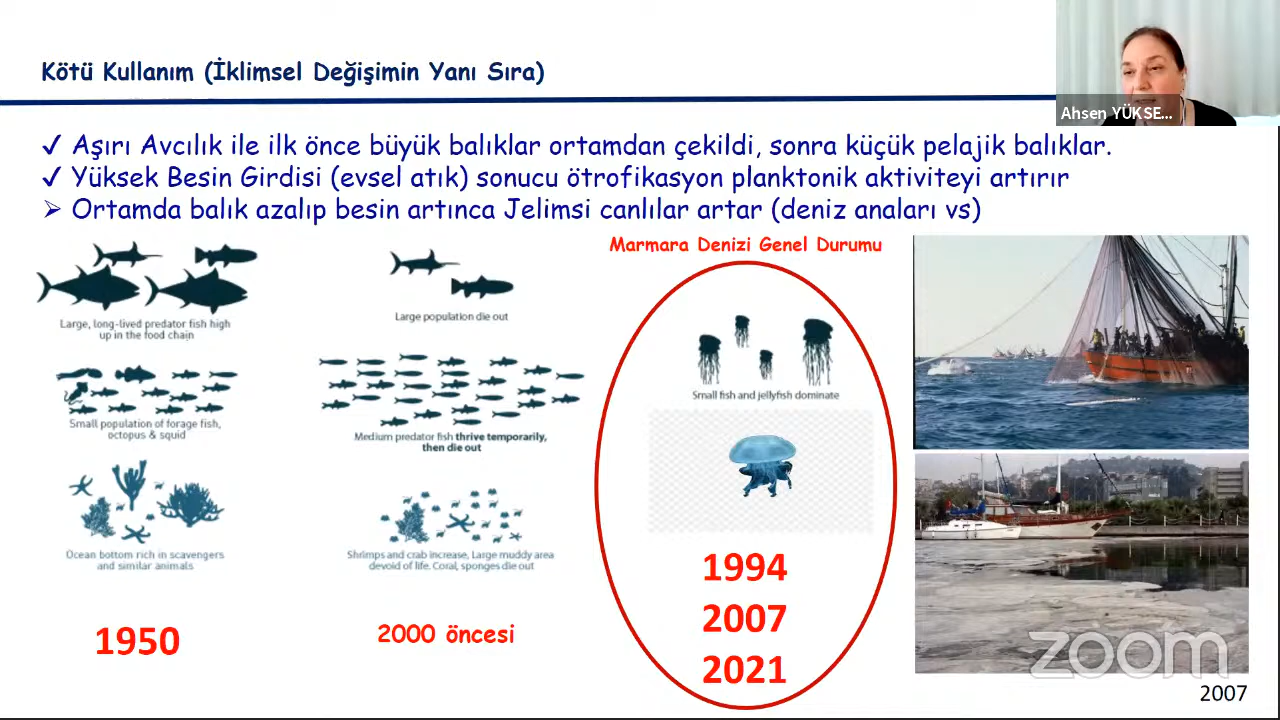 Kötü Kullanım (İklimsel Değişimin Yanı Sıra)
Ahsen YÜKSE...
✓ Aşırı Avcılık ile ilk önce büyük balıklar ortamdan çekildi, sonra küçük pelajik balıklar.
✓ Yüksek Besin Girdisi (evsel atık) sonucu ötrofikasyon planktonik aktiviteyi artırır
➢ Ortamda balık azalıp besin artınca Jelimsi canlılar artar (deniz anaları vs)
Large, long-lived predator fish high
up in the food chain
Small population of forage fish,
octopus & squid
Ocean bottom rich in scavengers
and similar animals
1950
Large population die out
Medium predator fish thrive temporarily,
then die out
Shrimps and crab increase, Large muddy area
devoid of life. Coral, sponges die out
2000 öncesi
Marmara Denizi Genel Durumu
Small fish and jellyfish dominate
1994
2007
2021
zoom
2007